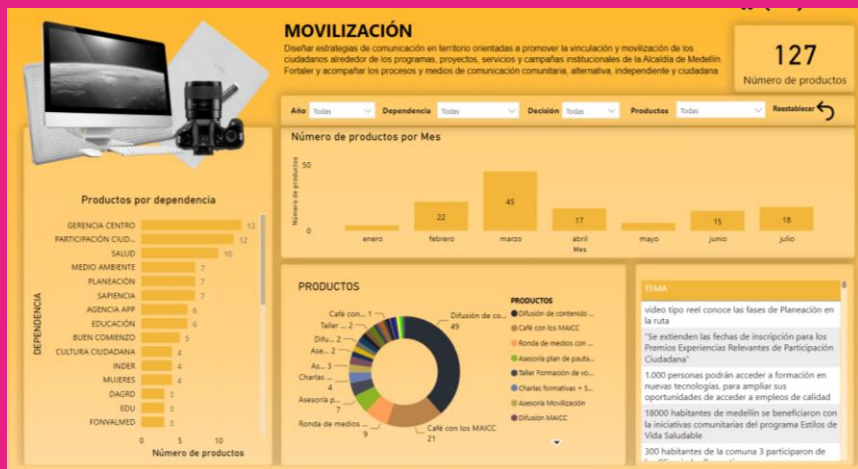 MOVILIZACIÓN
Diseñar estrategias de comunicación en territorio orientadas a promover la vinculación y movilización de los
ciudadanos alrededor de los programas, proyectos, servicios y campañas institucionales de la Alcaldía de Medellín.
Fortaler y acompañar los procesos y medios de comunicación comunitaria, alternativa, independiente y ciudadana.
127
Número de productos
Año Todas Dependencia Todas Decisión Todas Productos Todas Reestablecer
Número de productos por Mes
Número de productos
50
0
22
45
17
15
18
enero febrero marzo abril mayo junio julio
Mes
Productos por dependencia
DEPENDENCIA
GERENCIA CENTRO 13
PARTICIPACIÓN CIUD... 12
SALUD 10
MEDIO AMBIENTE 7
PLANEACIÓN 7
SAPIENCIA 7
AGENCIA APP 6
EDUCACIÓN 6
BUEN COMIENZO 5
CULTURA CIUDADANA 4
INDER 4
MUJERES 4
DAGRD 3
EDU 3
FONVALMED 3
0 5 10
Número de productos
PRODUCTOS
Café con... 1
Taller ... 2
Difu... 2
Ase... 2
As... 3
Charlas ...
4
Asesoría p...
7
Ronda de medios ...
9
Café con los MAICC
21
Difusión de co...
49
PRODUCTOS
Difusión de contenido ...
Café con los MAICC
Ronda de medios con ...
Asesoría plan de pauta...
Taller Formación de vo...
Charlas formativas + S...
Asesoría Movilización
Difusión MAICC
TEMA
video tipo reel conoce las fases de Planeación en
la ruta
"Se extienden las fechas de inscripción para los
Premios Experiencias Relevantes de Participación
Ciudadana"
1.000 personas podrán acceder a formación en
nuevas tecnologías, para ampliar sus
oportunidades de acceder a empleos de calidad
18000 habitantes de medellín se beneficiaron con
la iniciativas comunitarias del programa Estilos de
Vida Saludable
300 habitantes de la comuna 3 participaron de